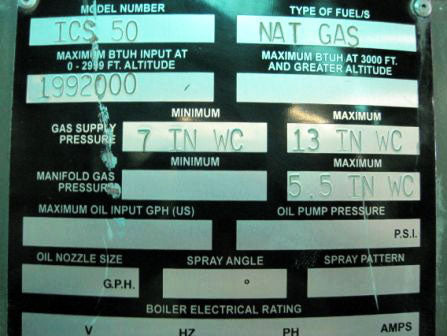 MODEL NUMBER TYPE OF FUEL/S
ICS 50 NAT GAS
MAXIMUM BTUH INPUT AT MAXIMUM BTUH AT 3000 FT.
0 - 2999 FT. ALTITUDE AND GREATER ALTITUDE
1992000
MINIMUM MAXIMUM
GAS SUPPLY PRESSURE 7 IN WC 13 IN WC
MINIMUM MAXIMUM
MANIFOLD GAS PRESSURE 5.5 IN WC
MAXIMUM OIL INPUT GPH (US) OIL PUMP PRESSURE
P.S.I.
OIL NOZZLE SIZE SPRAY ANGLE SPRAY PATTERN
G.P.H. °
BOILER ELECTRICAL RATING
V HZ PH AMPS